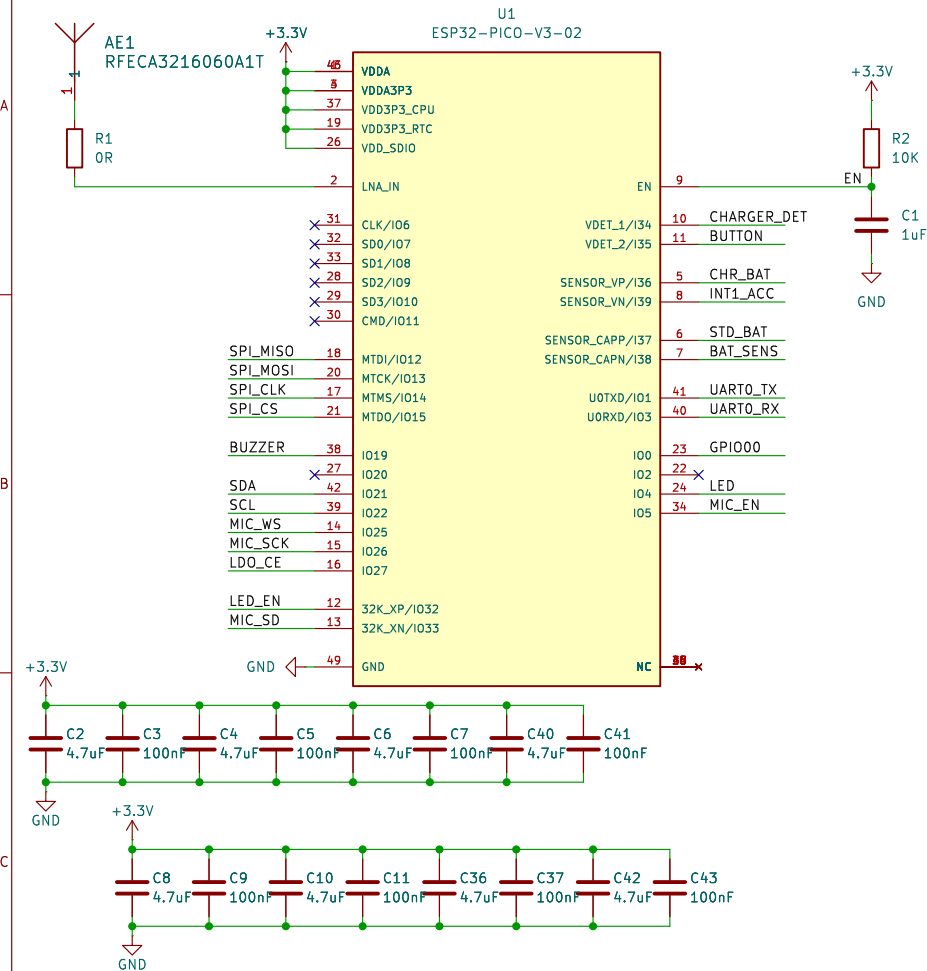 U1
ESP32-PICO-V3-02
AE1
RFECA3216060A1T
1
1
R1
0R
+3.3V
VDDA
VDDA3P3
37 VDD3P3_CPU
19 VDD3P3_RTC
26 VDD_SDIO
2 LNA_IN
31 CLK/IO6
32 SD0/IO7
33 SD1/IO8
28 SD2/IO9
29 SD3/IO10
30 CMD/IO11
SPI_MISO 18 MTDI/IO12
SPI_MOSI 20 MTCK/IO13
SPI_CLK 17 MTMS/IO14
SPI_CS 21 MTDO/IO15
BUZZER 38 IO19
27 IO20
SDA 42 IO21
SCL 39 IO22
MIC_WS 14 IO25
MIC_SCK 15 IO26
LDO_CE 16 IO27
LED_EN 12 32K_XP/IO32
MIC_SD 13 32K_XN/IO33
GND 49 GND
EN 9 EN
VDET_1/I34 10 CHARGER_DET
VDET_2/I35 11 BUTTON
SENSOR_VP/I36 5 CHR_BAT
SENSOR_VN/I39 8 INT1_ACC
SENSOR_CAPP/I37 6 STD_BAT
SENSOR_CAPN/I38 7 BAT_SENS
U0TXD/IO1 41 UART0_TX
U0RXD/IO3 40 UART0_RX
IO0 23 GPIO00
IO2 22
IO4 24 LED
IO5 34 MIC_EN
NC
+3.3V
R2
10K
C1
1uF
GND
+3.3V
C2 C3 C4 C5 C6 C7 C40 C41
4.7uF 100nF 4.7uF 100nF 4.7uF 100nF 4.7uF 100nF
GND
+3.3V
C8 C9 C10 C11 C36 C37 C42 C43
4.7uF 100nF 4.7uF 100nF 4.7uF 100nF 4.7uF 100nF
GND
A
B
C